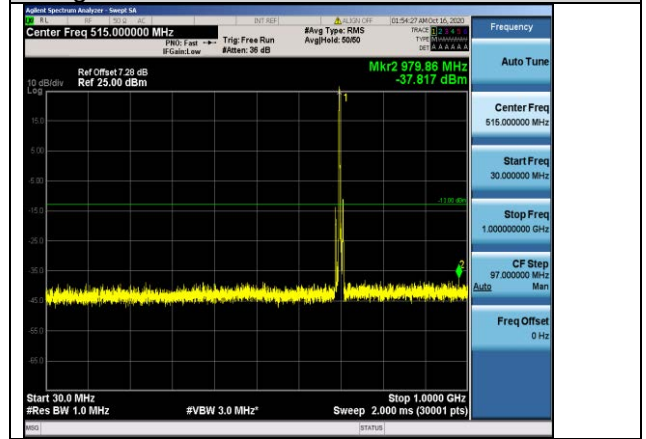 Agilent Spectrum Analyzer - Swept SA
RL RF 50 Ω AC INT REF ALIGN OFF 01:54:27 AM Oct 16, 2020
Center Freq 515.000000 MHz
PNO: Fast
IFGain:Low
Trig: Free Run
#Atten: 36 dB
#Avg Type: RMS
Avg|Hold: 50/50
TRACE 1 2 3 4 5 6
TYPE
DET A A A A A A
Frequency
Mkr2 979.86 MHz
-37.817 dBm
Ref Offset 7.28 dB
Ref 25.00 dBm
10 dB/div
Log
15.0
5.00
-5.00
-15.0
-25.0
-35.0
-45.0
-55.0
-65.0
1
-13.00 dBm
2
Start 30.0 MHz
Stop 1.0000 GHz
#Res BW 1.0 MHz
#VBW 3.0 MHz*
Sweep 2.000 ms (30001 pts)
Auto Tune
Center Freq
515.000000 MHz
Start Freq
30.000000 MHz
Stop Freq
1.000000000 GHz
CF Step
97.000000 MHz
Auto Man
Freq Offset
0 Hz
MSG
STATUS